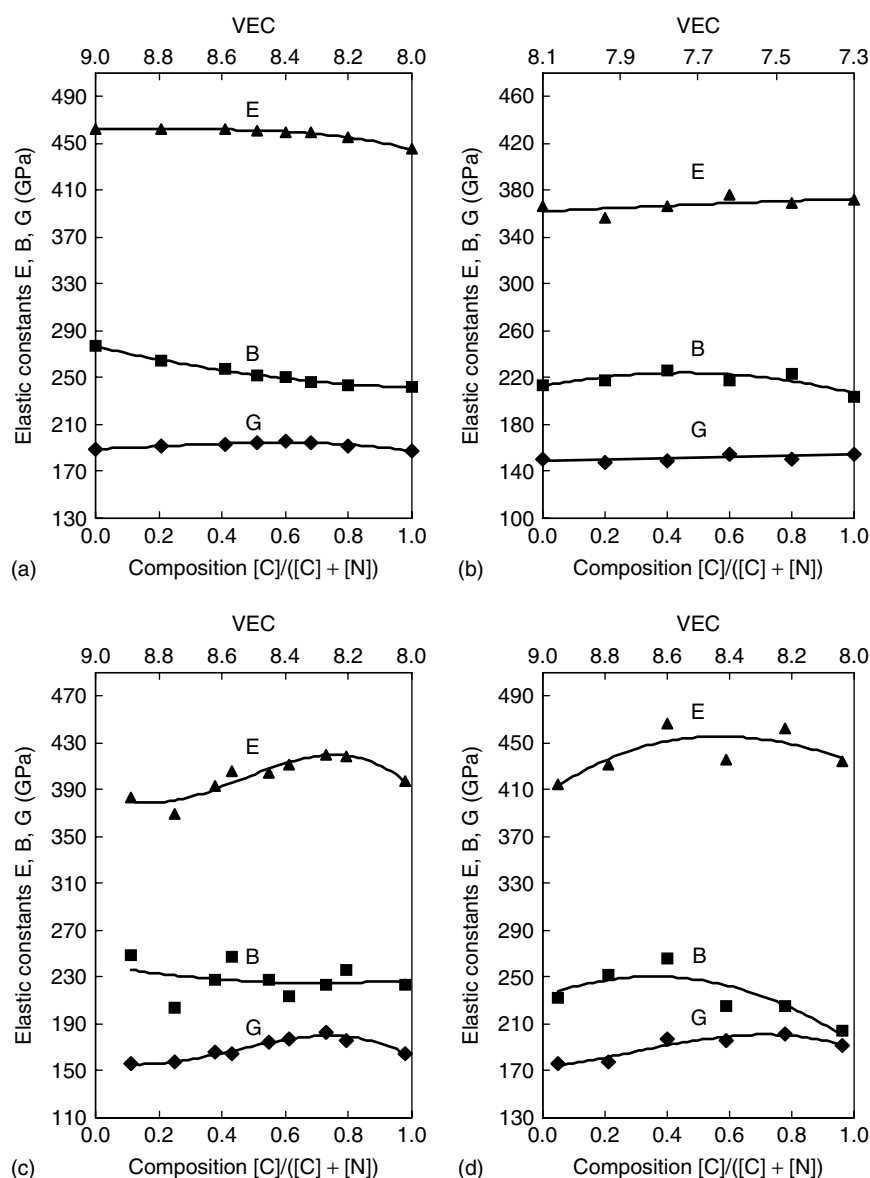 VEC
9.0 8.8 8.6 8.4 8.2 8.0
Elastic constants E, B, G (GPa)
490
450
410
370
330
290
250
210
170
130
E
B
G
0.0 0.2 0.4 0.6 0.8 1.0
(a) Composition [C]/([C] + [N])
VEC
8.1 7.9 7.7 7.5 7.3
Elastic constants E, B, G (GPa)
460
420
380
340
300
260
220
180
140
100
E
B
G
0.0 0.2 0.4 0.6 0.8 1.0
(b) Composition [C]/([C] + [N])
VEC
9.0 8.8 8.6 8.4 8.2 8.0
Elastic constants E, B, G (GPa)
470
430
390
350
310
270
230
190
150
110
E
B
G
0.0 0.2 0.4 0.6 0.8 1.0
(c) Composition [C]/([C] + [N])
VEC
9.0 8.8 8.6 8.4 8.2 8.0
Elastic constants E, B, G (GPa)
490
450
410
370
330
290
250
210
170
130
E
B
G
0.0 0.2 0.4 0.6 0.8 1.0
(d) Composition [C]/([C] + [N])